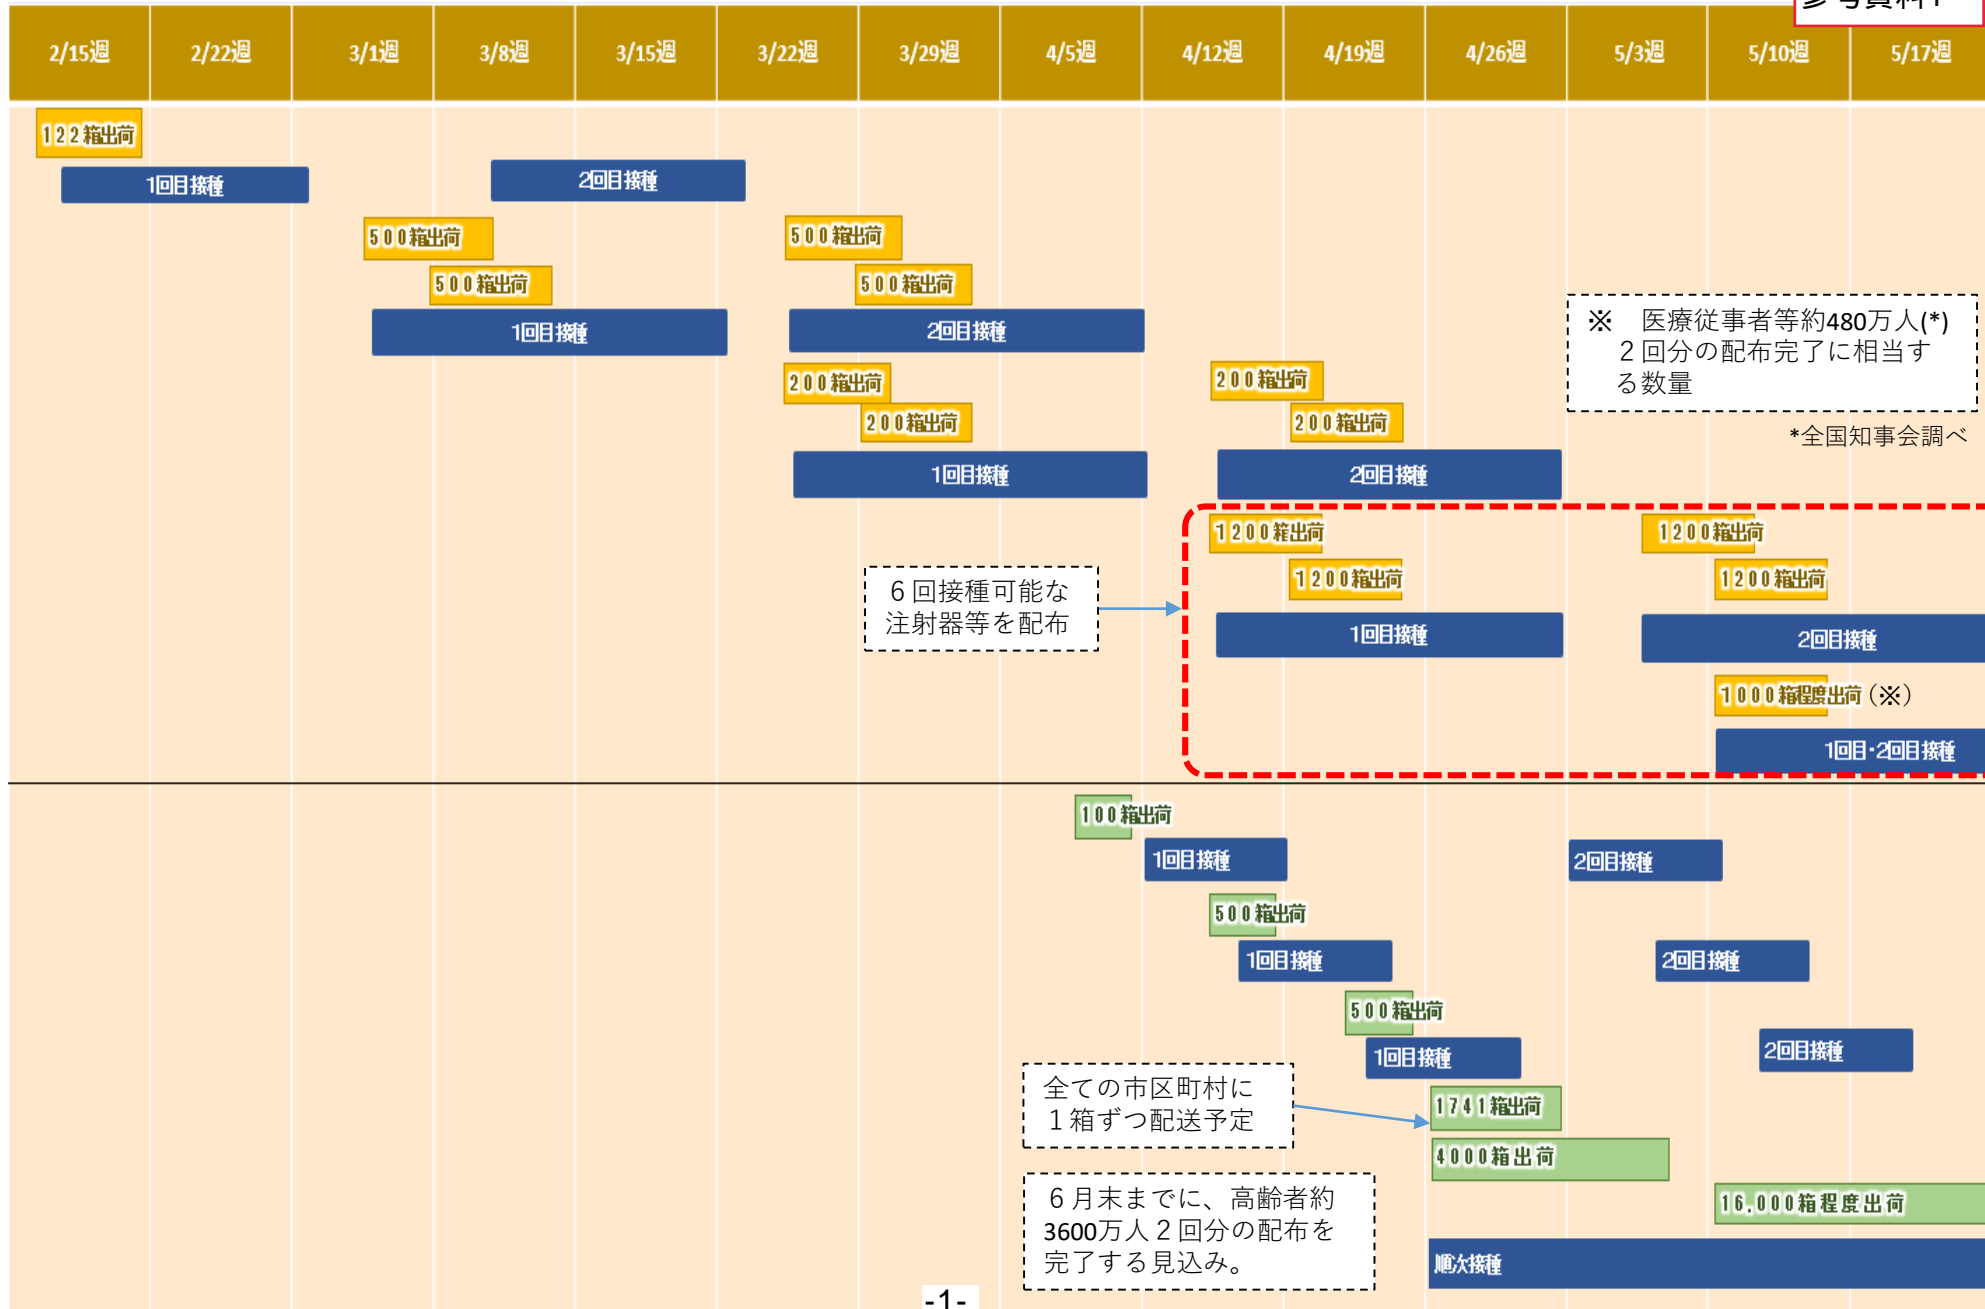 参考資料1
2/15週 2/22週 3/1週 3/8週 3/15週 3/22週 3/29週 4/5週 4/12週 4/19週 4/26週 5/3週 5/10週 5/17週
122箱出荷
1回目接種 2回目接種
500箱出荷 500箱出荷
500箱出荷 500箱出荷
1回目接種 2回目接種
※ 医療従事者等約480万人(*)
2回分の配布完了に相当す
る数量
*全国知事会調べ
200箱出荷 200箱出荷
200箱出荷 200箱出荷
1回目接種 2回目接種
1200箱出荷 1200箱出荷
1200箱出荷 1200箱出荷
6回接種可能な
注射器等を配布
1回目接種 2回目接種
1000箱程度出荷(※)
1回目・2回目接種
100箱出荷
1回目接種 2回目接種
500箱出荷
1回目接種 2回目接種
500箱出荷
1回目接種 2回目接種
全ての市区町村に
1箱ずつ配送予定
1741箱出荷
4000箱出荷
6月末までに、高齢者約
3600万人2回分の配布を
完了する見込み。
16,000箱程度出荷
順次接種
-1-